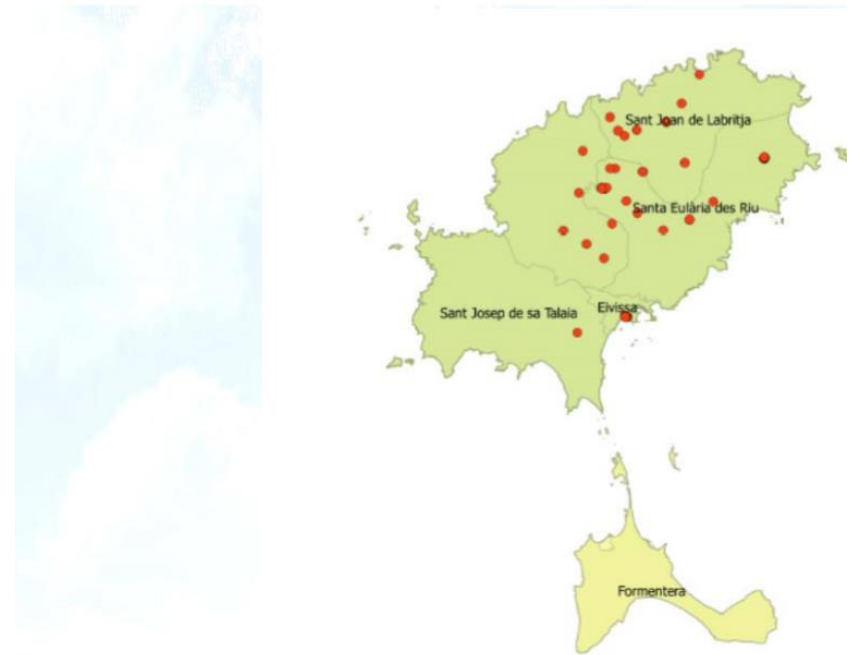 Sant Joan de Labritja
Santa Eulària des Riu
Eivissa
Sant Josep de sa Talaia
Formentera